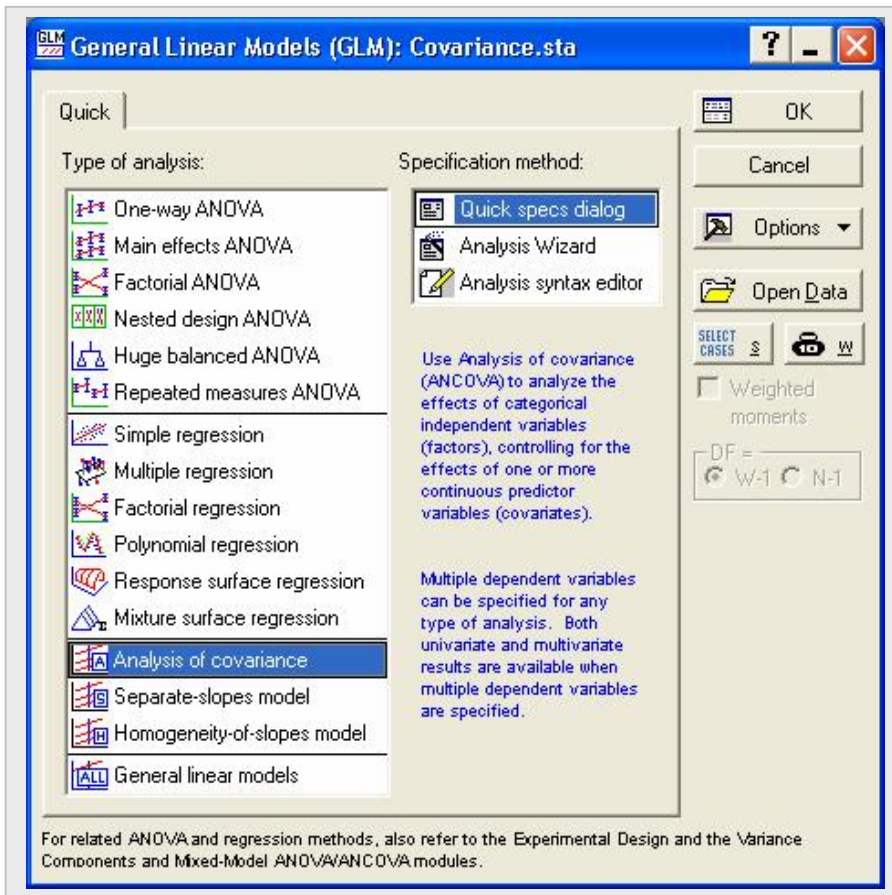 GLM General Linear Models (GLM): Covariance.sta ?
Quick
Type of analysis:
One-way ANOVA
Main effects ANOVA
Factorial ANOVA
XXX Nested design ANOVA
Huge balanced ANOVA
Repeated measures ANOVA
Simple regression
Multiple regression
Factorial regression
Polynomial regression
Response surface regression
Σ Mixture surface regression
A Analysis of covariance
S Separate-slopes model
H Homogeneity-of-slopes model
ALL General linear models
Specification method:
Quick specs dialog
Analysis Wizard
Analysis syntax editor
Use Analysis of covariance
(ANCOVA) to analyze the
effects of categorical
independent variables
(factors), controlling for the
effects of one or more
continuous predictor
variables (covariates).
Multiple dependent variables
can be specified for any
type of analysis. Both
univariate and multivariate
results are available when
multiple dependent variables
are specified.
OK
Cancel
Options
Open Data
SELECT
CASES S
10 W
Weighted
moments
DF =
W-1 N-1
For related ANOVA and regression methods, also refer to the Experimental Design and the Variance
Components and Mixed-Model ANOVA/ANCOVA modules.